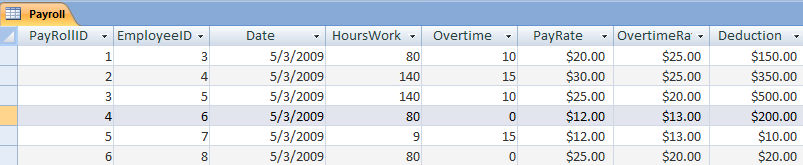 Payroll
PayRollID EmployeeID Date HoursWork Overtime PayRate OvertimeRa Deduction
1 3 5/3/2009 80 10 $20.00 $25.00 $150.00
2 4 5/3/2009 140 15 $30.00 $25.00 $350.00
3 5 5/3/2009 140 10 $25.00 $20.00 $500.00
4 6 5/3/2009 80 0 $12.00 $13.00 $200.00
5 7 5/3/2009 9 15 $12.00 $13.00 $10.00
6 8 5/3/2009 80 0 $25.00 $20.00 $20.00